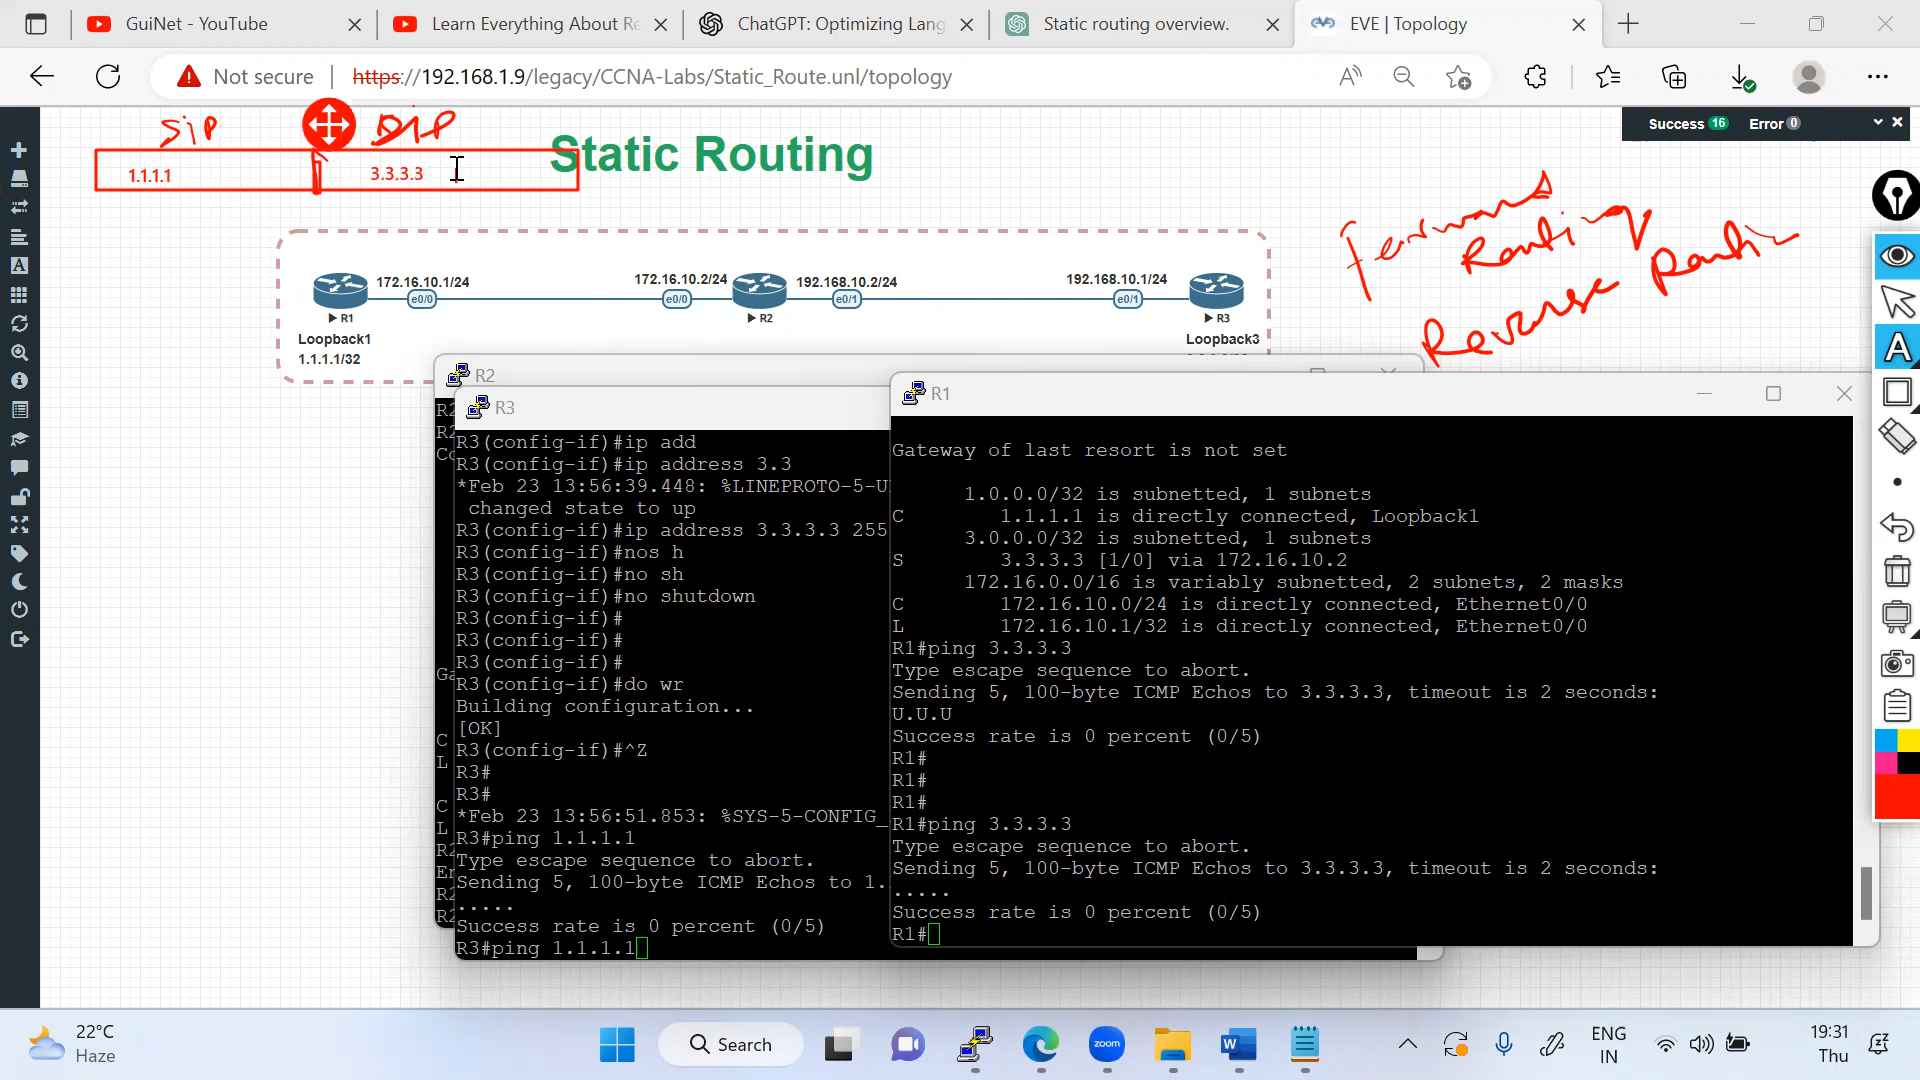 GuiNet - YouTube
Learn Everything About Re
ChatGPT: Optimizing Lang
Static routing overview.
EVE | Topology
Not secure
https://192.168.1.9/legacy/CCNA-Labs/Static_Route.unl/topology
Success 16 Error 0
SIP
DIP
1.1.1.1
3.3.3.3
Static Routing
Forward
Routing
Reverse Routi
172.16.10.1/24
172.16.10.2/24
192.168.10.2/24
192.168.10.1/24
e0/0
e0/0
e0/1
e0/1
R1
R2
R3
Loopback1
1.1.1.1/32
Loopback3
R2
R2
R2
Co
Ga
C
L
C
L
R2
En
R2
R2
R3
R3(config-if)#ip add
R3(config-if)#ip address 3.3
*Feb 23 13:56:39.448: %LINEPROTO-5-U
changed state to up
R3(config-if)#ip address 3.3.3.3 255
R3(config-if)#nos h
R3(config-if)#no sh
R3(config-if)#no shutdown
R3(config-if)#
R3(config-if)#
R3(config-if)#
R3(config-if)#do wr
Building configuration...
[OK]
R3(config-if)#^Z
R3#
R3#
*Feb 23 13:56:51.853: %SYS-5-CONFIG_
R3#ping 1.1.1.1
Type escape sequence to abort.
Sending 5, 100-byte ICMP Echos to 1.
.....
Success rate is 0 percent (0/5)
R3#ping 1.1.1.1
R1
Gateway of last resort is not set
1.0.0.0/32 is subnetted, 1 subnets
C 1.1.1.1 is directly connected, Loopback1
3.0.0.0/32 is subnetted, 1 subnets
S 3.3.3.3 [1/0] via 172.16.10.2
172.16.0.0/16 is variably subnetted, 2 subnets, 2 masks
C 172.16.10.0/24 is directly connected, Ethernet0/0
L 172.16.10.1/32 is directly connected, Ethernet0/0
R1#ping 3.3.3.3
Type escape sequence to abort.
Sending 5, 100-byte ICMP Echos to 3.3.3.3, timeout is 2 seconds:
U.U.U
Success rate is 0 percent (0/5)
R1#
R1#
R1#
R1#ping 3.3.3.3
Type escape sequence to abort.
Sending 5, 100-byte ICMP Echos to 3.3.3.3, timeout is 2 seconds:
.....
Success rate is 0 percent (0/5)
R1#
22°C
Haze
Search
zoom
ENG
IN
19:31
Thu